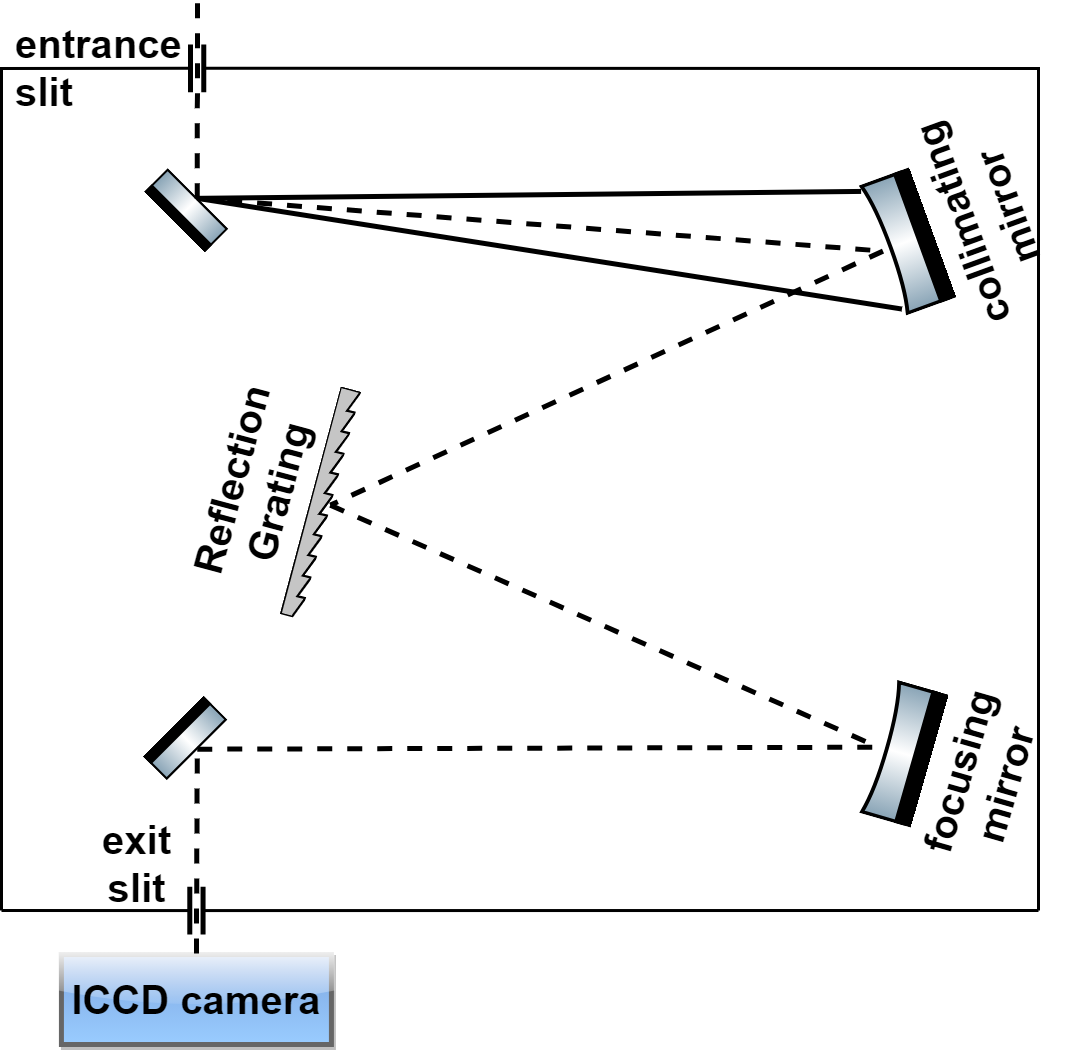 entrance
slit
collimating
mirror
Reflection
Grating
focusing
mirror
exit
slit
ICCD camera